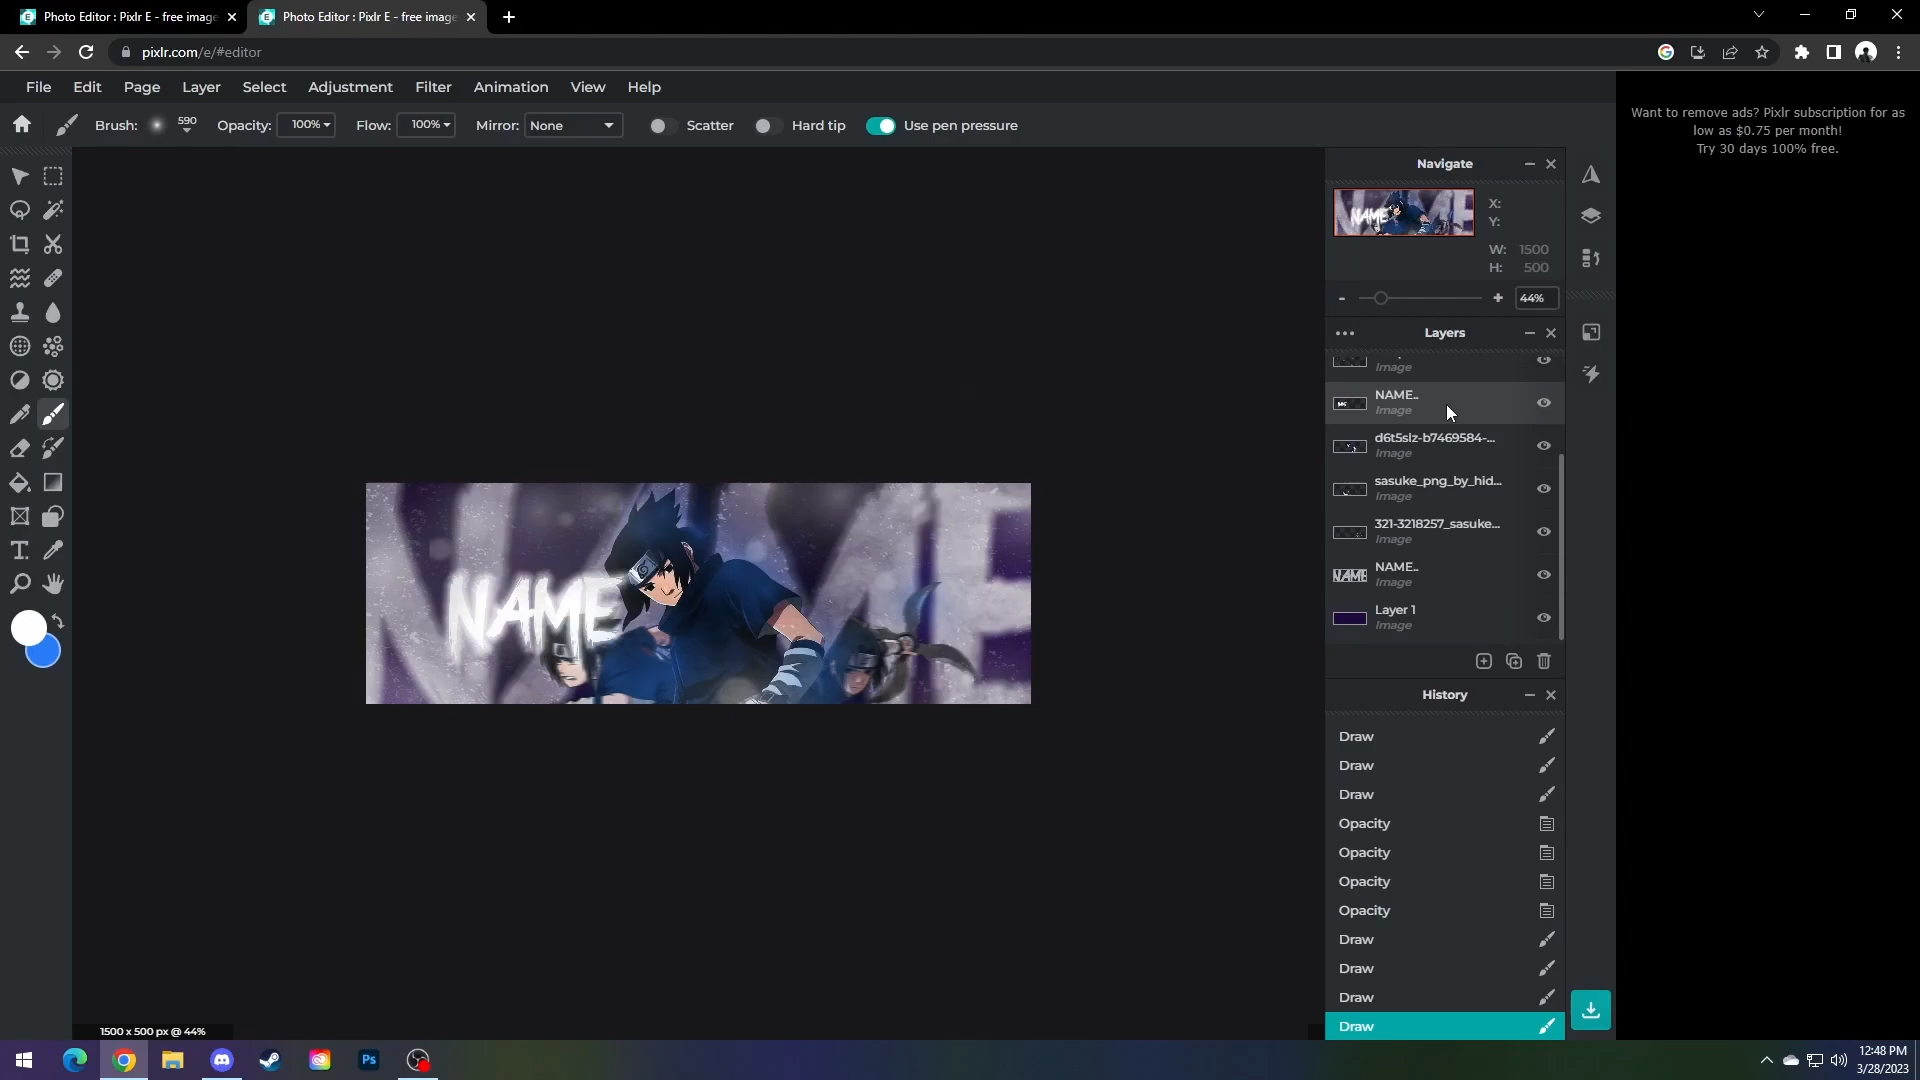 Photo Editor : Pixlr E - free image
Photo Editor : Pixlr E - free image
pixlr.com/e/#editor
File Edit Page Layer Select Adjustment Filter Animation View Help
Brush: 590 Opacity: 100% Flow: 100% Mirror: None Scatter Hard tip Use pen pressure
Want to remove ads? Pixlr subscription for as
low as $0.75 per month!
Try 30 days 100% free.
Navigate
NAME
X:
Y:
W: 1500
H: 500
- + 44%
Layers
Image
NAME..
Image
d6t5slz-b7469584-...
Image
sasuke_png_by_hid...
Image
321-3218257_sasuke...
Image
NAME..
Image
Layer 1
Image
NAME
History
Draw
Draw
Draw
Opacity
Opacity
Opacity
Opacity
Draw
Draw
Draw
Draw
1500 x 500 px @ 44%
Ps
12:48 PM
3/28/2023